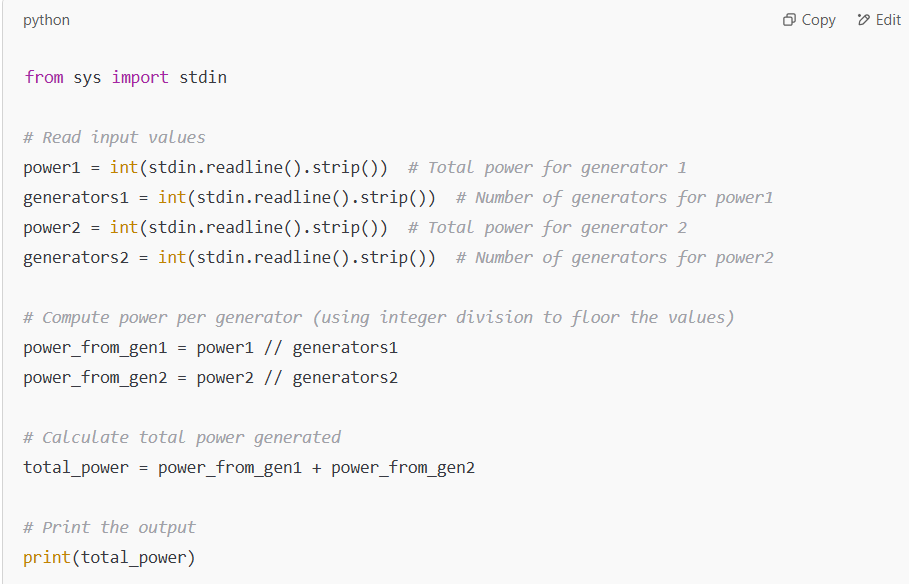 python
Copy
Edit
from sys import stdin
# Read input values
power1 = int(stdin.readline().strip())  # Total power for generator 1
generators1 = int(stdin.readline().strip())  # Number of generators for power1
power2 = int(stdin.readline().strip())  # Total power for generator 2
generators2 = int(stdin.readline().strip())  # Number of generators for power2
# Compute power per generator (using integer division to floor the values)
power_from_gen1 = power1 // generators1
power_from_gen2 = power2 // generators2
# Calculate total power generated
total_power = power_from_gen1 + power_from_gen2
# Print the output
print(total_power)